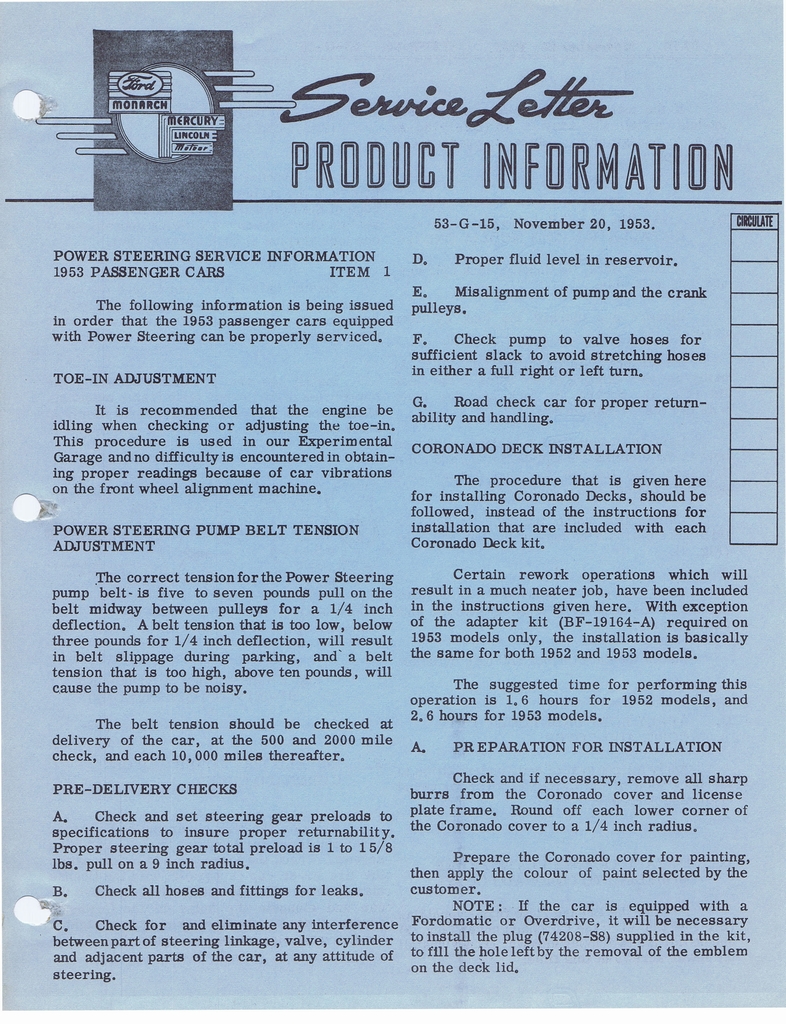 Ford
MONARCH
MERCURY
LINCOLN
Meteor
Service Letter
PRODUCT INFORMATION
53-G-15, November 20, 1953.
CIRCULATE
POWER STEERING SERVICE INFORMATION
1953 PASSENGER CARS ITEM 1
The following information is being issued
in order that the 1953 passenger cars equipped
with Power Steering can be properly serviced.
TOE-IN ADJUSTMENT
It is recommended that the engine be
idling when checking or adjusting the toe-in.
This procedure is used in our Experimental
Garage and no difficulty is encountered in obtain-
ing proper readings because of car vibrations
on the front wheel alignment machine.
POWER STEERING PUMP BELT TENSION
ADJUSTMENT
The correct tension for the Power Steering
pump belt- is five to seven pounds pull on the
belt midway between pulleys for a 1/4 inch
deflection. A belt tension that is too low, below
three pounds for 1/4 inch deflection, will result
in belt slippage during parking, and a belt
tension that is too high, above ten pounds, will
cause the pump to be noisy.
The belt tension should be checked at
delivery of the car, at the 500 and 2000 mile
check, and each 10,000 miles thereafter.
PRE-DELIVERY CHECKS
A. Check and set steering gear preloads to
specifications to insure proper returnability.
Proper steering gear total preload is 1 to 1 5/8
lbs. pull on a 9 inch radius.
B. Check all hoses and fittings for leaks.
C. Check for and eliminate any interference
between part of steering linkage, valve, cylinder
and adjacent parts of the car, at any attitude of
steering.
D. Proper fluid level in reservoir.
E. Misalignment of pump and the crank
pulleys.
F. Check pump to valve hoses for
sufficient slack to avoid stretching hoses
in either a full right or left turn.
G. Road check car for proper return-
ability and handling.
CORONADO DECK INSTALLATION
The procedure that is given here
for installing Coronado Decks, should be
followed, instead of the instructions for
installation that are included with each
Coronado Deck kit.
Certain rework operations which will
result in a much neater job, have been included
in the instructions given here. With exception
of the adapter kit (BF-19164-A) required on
1953 models only, the installation is basically
the same for both 1952 and 1953 models.
The suggested time for performing this
operation is 1.6 hours for 1952 models, and
2.6 hours for 1953 models.
A. PREPARATION FOR INSTALLATION
Check and if necessary, remove all sharp
burrs from the Coronado cover and license
plate frame. Round off each lower corner of
the Coronado cover to a 1/4 inch radius.
Prepare the Coronado cover for painting,
then apply the colour of paint selected by the
customer.
NOTE: If the car is equipped with a
Fordomatic or Overdrive, it will be necessary
to install the plug (74208-S8) supplied in the kit,
to fill the hole left by the removal of the emblem
on the deck lid.